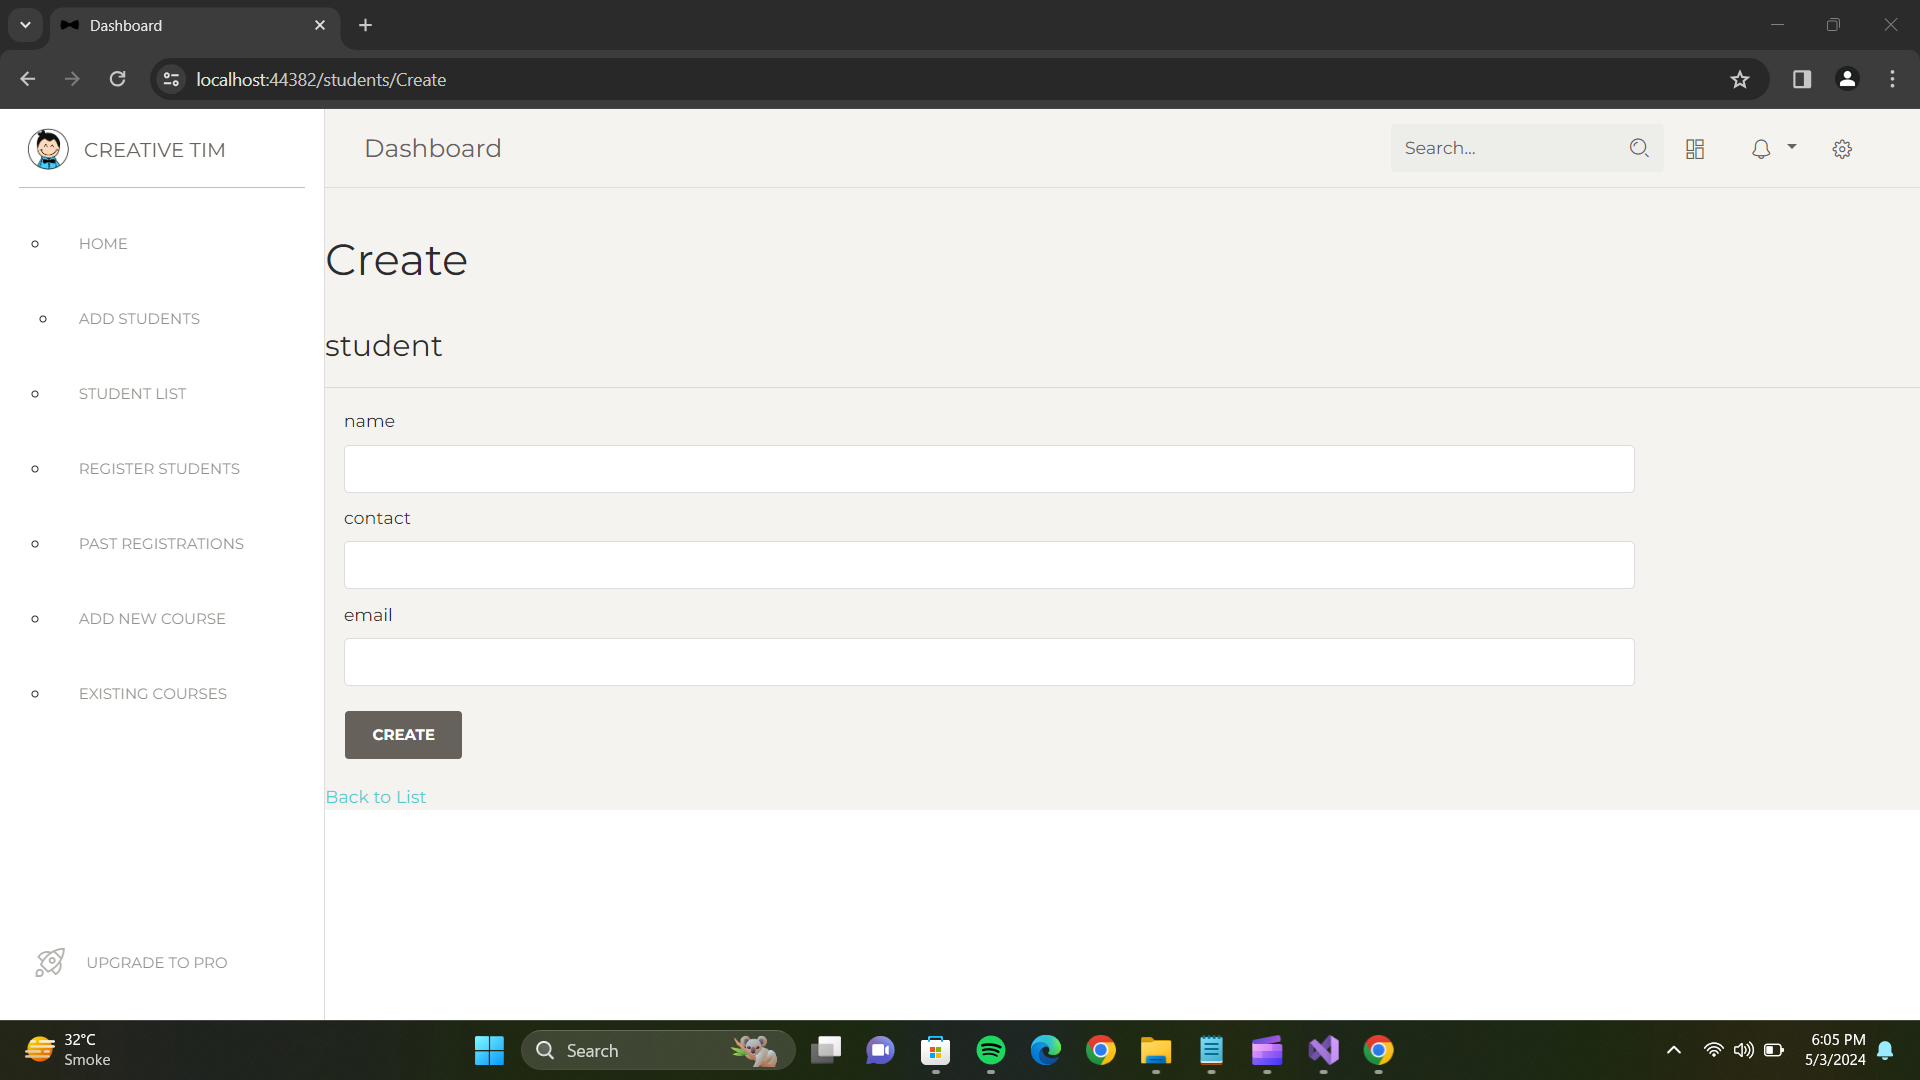 Dashboard
localhost:44382/students/Create
CREATIVE TIM
Dashboard
Search...
HOME
ADD STUDENTS
STUDENT LIST
REGISTER STUDENTS
PAST REGISTRATIONS
ADD NEW COURSE
EXISTING COURSES
UPGRADE TO PRO
Create
student
name
contact
email
CREATE
Back to List
32°C
Smoke
Search
6:05 PM
5/3/2024